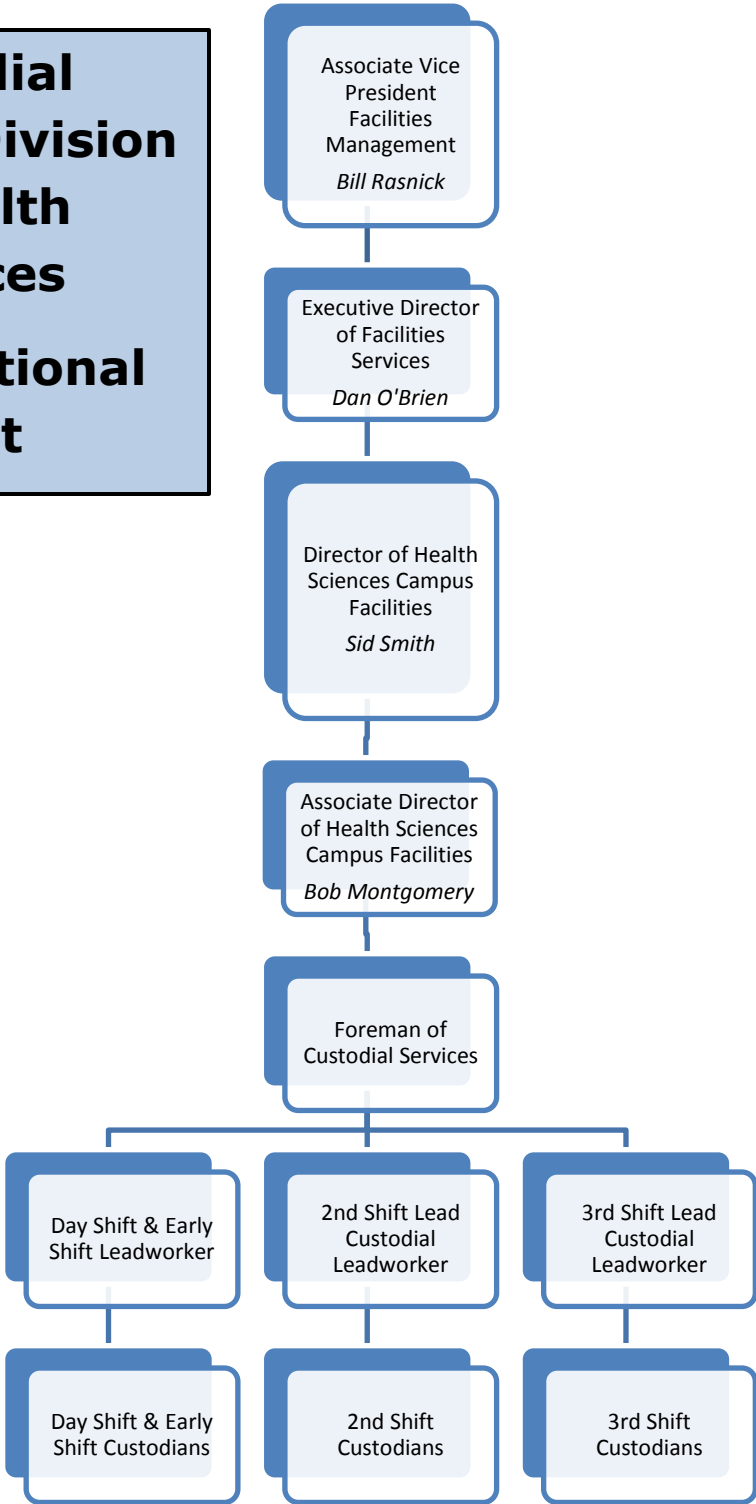 dial
Division
lth
ces
tional
t
Associate Vice
President
Facilities
Management
Bill Rasnick
Executive Director
of Facilities
Services
Dan O'Brien
Director of Health
Sciences Campus
Facilities
Sid Smith
Associate Director
of Health Sciences
Campus Facilities
Bob Montgomery
Foreman of
Custodial Services
Day Shift & Early
Shift Leadworker
2nd Shift Lead
Custodial
Leadworker
3rd Shift Lead
Custodial
Leadworker
Day Shift & Early
Shift Custodians
2nd Shift
Custodians
3rd Shift
Custodians